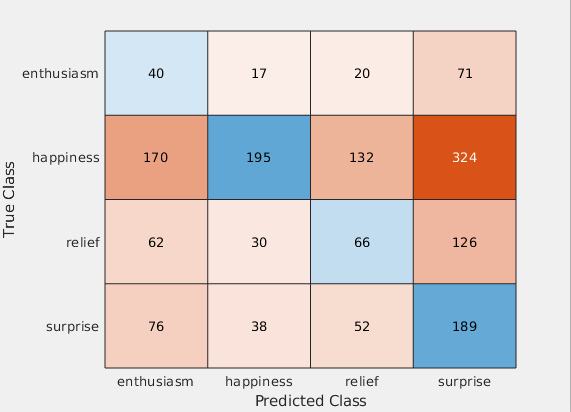 enthusiasm 40 17 20 71
happiness 170 195 132 324
relief 62 30 66 126
surprise 76 38 52 189
enthusiasm happiness relief surprise
Predicted Class
True Class